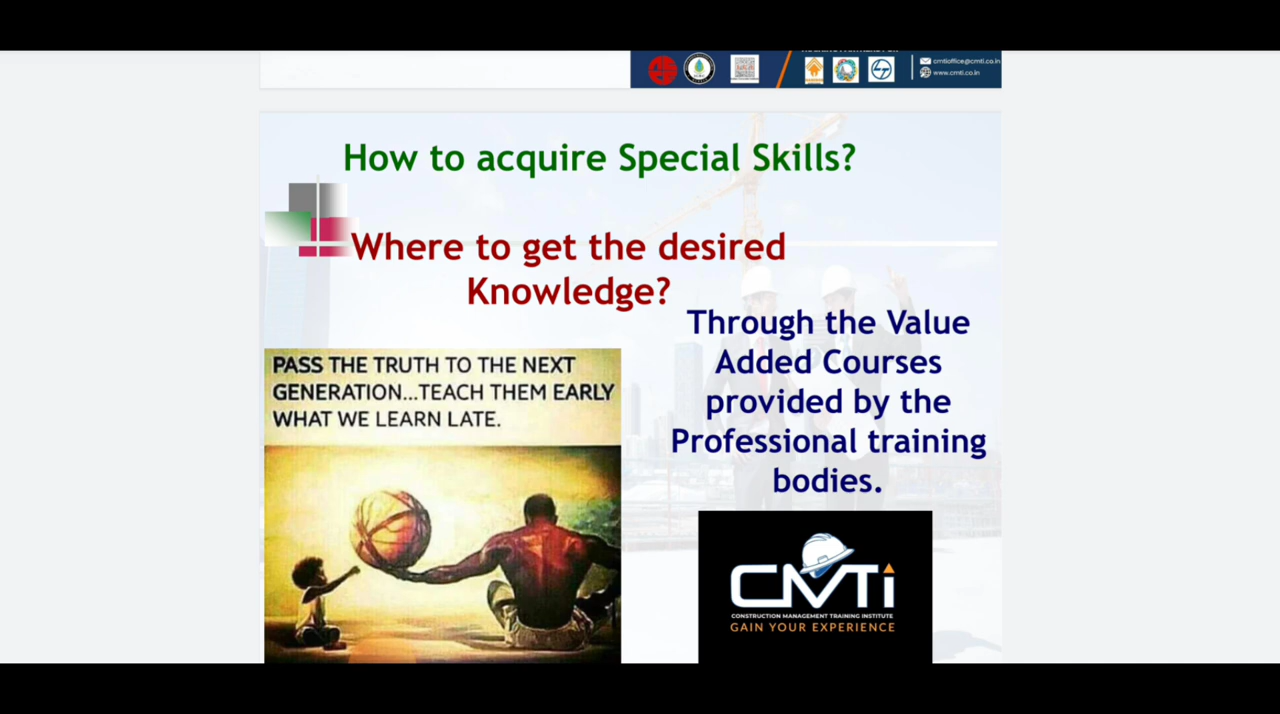 cmtioffice@cmti.co.in
www.cmti.co.in
How to acquire Special Skills?
Where to get the desired
Knowledge?
Through the Value
Added Courses
provided by the
Professional training
bodies.
PASS THE TRUTH TO THE NEXT
GENERATION...TEACH THEM EARLY
WHAT WE LEARN LATE.
CMTi
CONSTRUCTION MANAGEMENT TRAINING INSTITUTE
GAIN YOUR EXPERIENCE